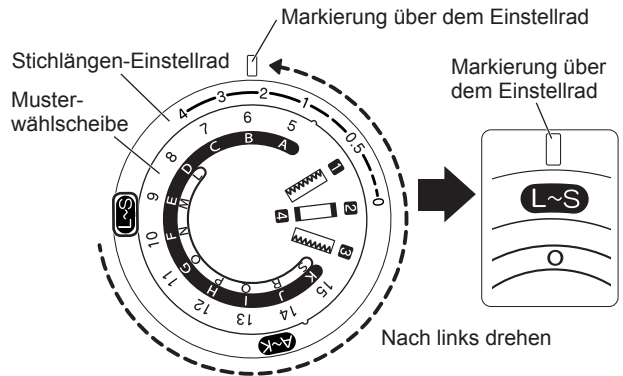 Markierung über dem Einstellrad
Stichlängen-Einstellrad
Muster-
wählscheibe
4 3 2 1 0.5 0
5 6 7 8 9 10 11 12 13 14 15
A B C D E F G H I J K
L M N O P Q R S
1
2
4
3
L~S
A~K
Nach links drehen
Markierung über
dem Einstellrad
L~S
O